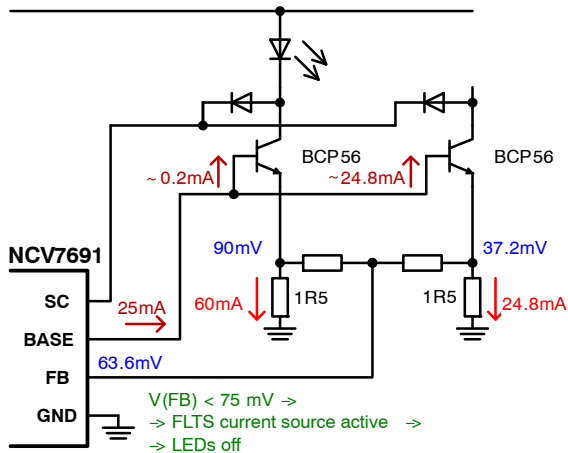 BCP56
BCP56
~ 0.2mA
~24.8mA
NCV7691
90mV
37.2mV
SC
25mA
60mA
1R5
1R5
24.8mA
BASE
63.6mV
FB
V(FB) < 75 mV →
GND
→ FLTS current source active →
→ LEDs off